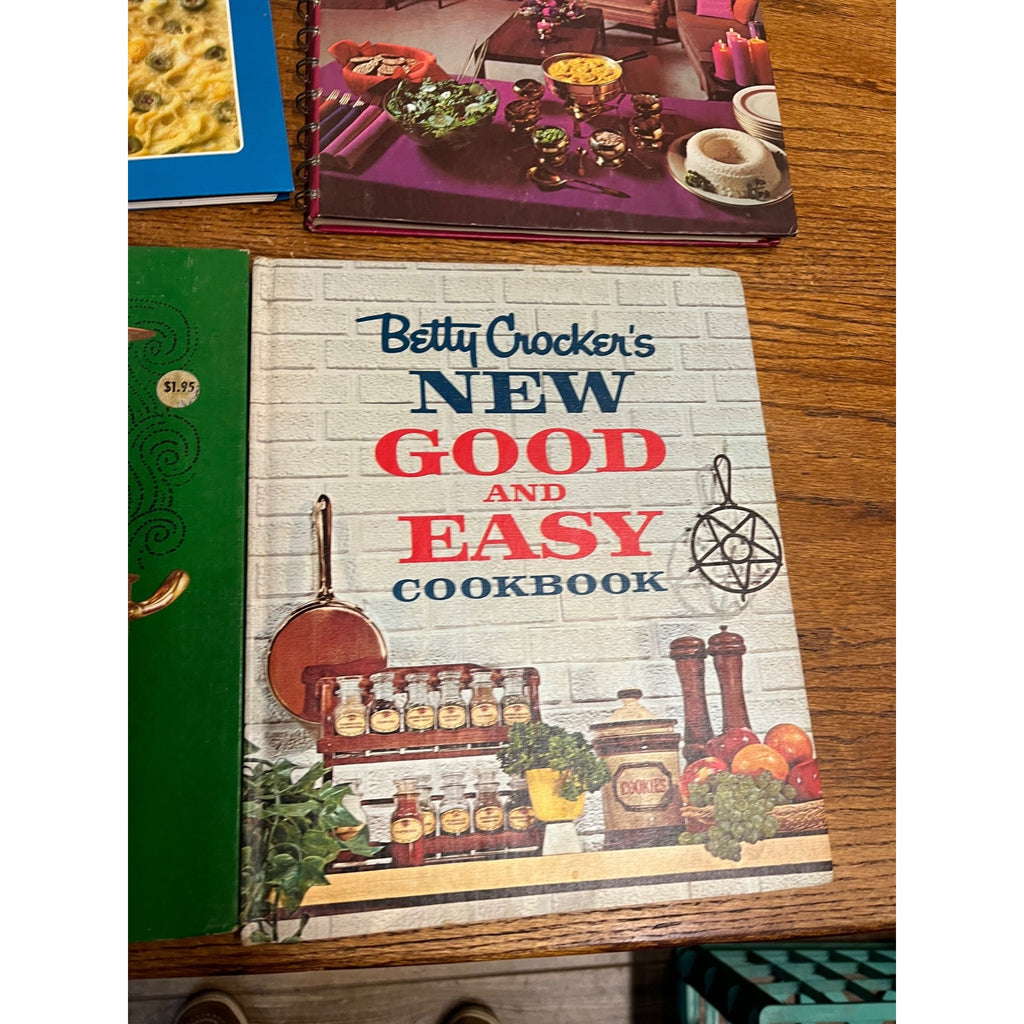 $1.95
Betty Crocker's
NEW
GOOD
AND
EASY
COOKBOOK
COOKIES